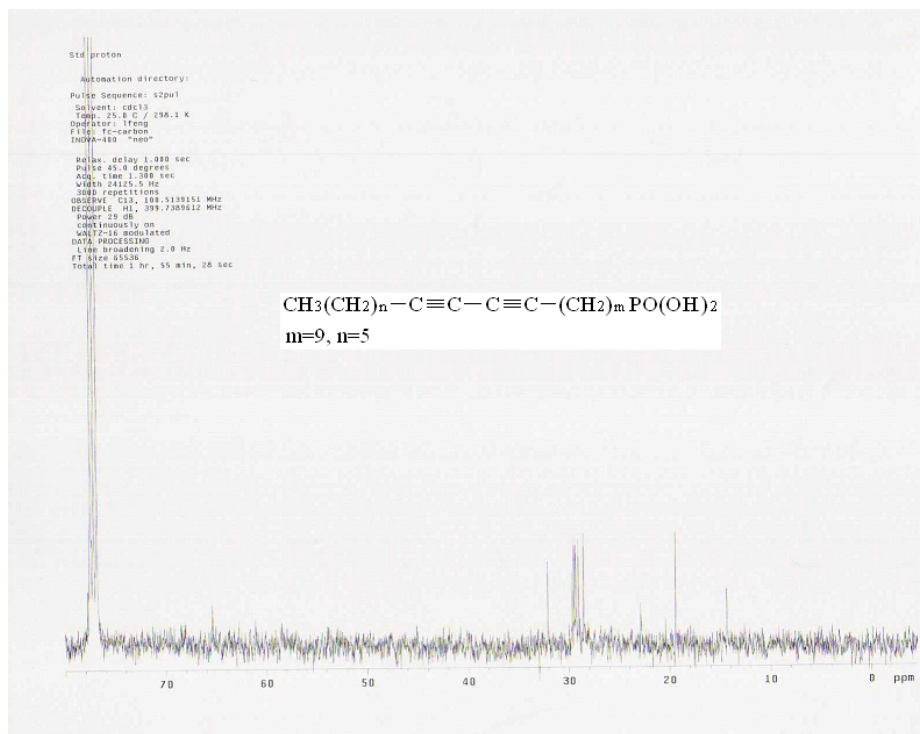 Std proton
Automation directory:
Pulse Sequence: s2pul
Solvent: cdcl3
Temp. 25.0 C / 298.1 K
Operator: lfeng
File: fc-carbon
INOVA-400 "neo"
Relax. delay 1.000 sec
Pulse 45.0 degrees
Acq. time 1.300 sec
Width 24125.5 Hz
3000 repetitions
OBSERVE C13, 100.5139151 MHz
DECOUPLE H1, 399.7389612 MHz
Power 29 dB
continuously on
WALTZ-16 modulated
DATA PROCESSING
Line broadening 2.0 Hz
FT size 65536
Total time 1 hr, 55 min, 28 sec
CH3(CH2)n—C≡C—C≡C—(CH2)m PO(OH)2
m=9, n=5
70 60 50 40 30 20 10 0 ppm